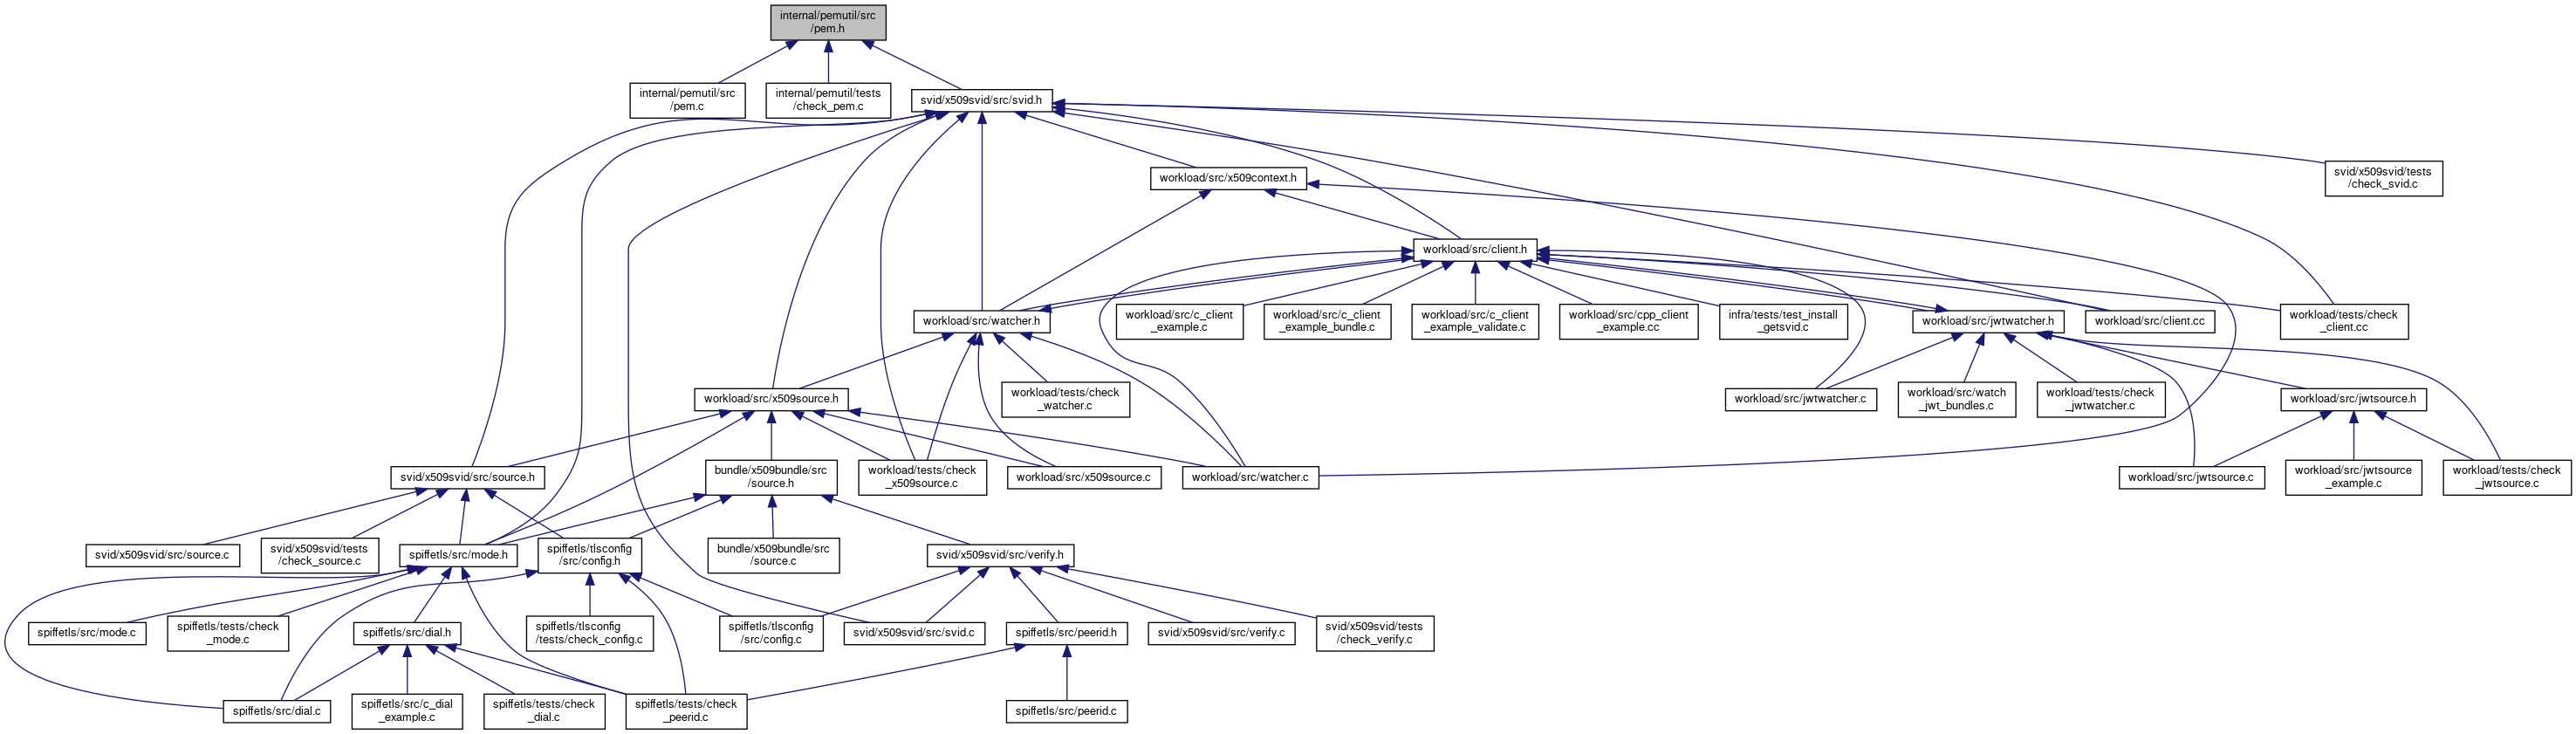 internal/pemutil/src
/pem.h
internal/pemutil/src
/pem.c
internal/pemutil/tests
/check_pem.c
svid/x509svid/src/svid.h
workload/src/x509context.h
svid/x509svid/tests
/check_svid.c
workload/src/client.h
workload/src/watcher.h
workload/src/c_client
_example.c
workload/src/c_client
_example_bundle.c
workload/src/c_client
_example_validate.c
workload/src/cpp_client
_example.cc
infra/tests/test_install
_getsvid.c
workload/src/jwtwatcher.h
workload/src/client.cc
workload/tests/check
_client.cc
workload/src/x509source.h
workload/tests/check
_watcher.c
workload/src/jwtwatcher.c
workload/src/watch
_jwt_bundles.c
workload/tests/check
_jwtwatcher.c
workload/src/jwtsource.h
svid/x509svid/src/source.h
bundle/x509bundle/src
/source.h
workload/tests/check
_x509source.c
workload/src/x509source.c
workload/src/watcher.c
workload/src/jwtsource.c
workload/src/jwtsource
_example.c
workload/tests/check
_jwtsource.c
svid/x509svid/src/source.c
svid/x509svid/tests
/check_source.c
spiffetls/src/mode.h
spiffetls/tlsconfig
/src/config.h
bundle/x509bundle/src
/source.c
svid/x509svid/src/verify.h
spiffetls/src/mode.c
spiffetls/tests/check
_mode.c
spiffetls/src/dial.h
spiffetls/tlsconfig
/tests/check_config.c
spiffetls/tlsconfig
/src/config.c
svid/x509svid/src/svid.c
spiffetls/src/peerid.h
svid/x509svid/src/verify.c
svid/x509svid/tests
/check_verify.c
spiffetls/src/dial.c
spiffetls/src/c_dial
_example.c
spiffetls/tests/check
_dial.c
spiffetls/tests/check
_peerid.c
spiffetls/src/peerid.c